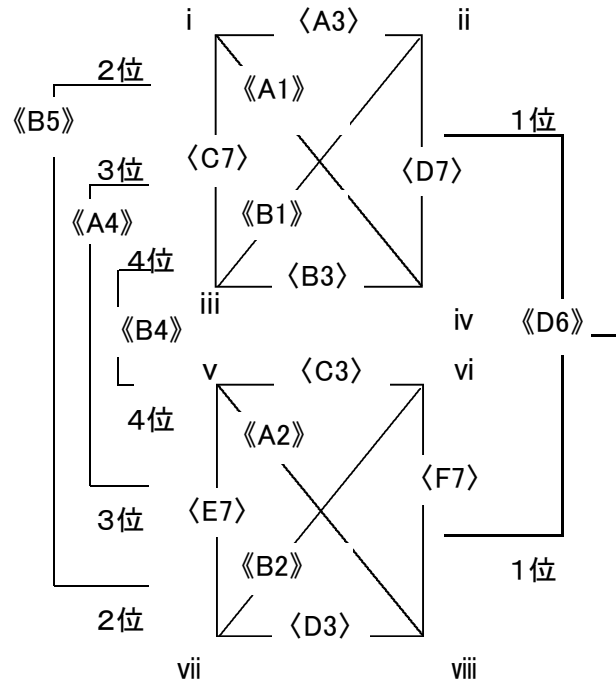 i 〈A3〉 ii
2位 《A1》
《B5》 1位
〈C7〉 〈D7〉
3位
《A4》 《B1》
4位 〈B3〉
iii
《B4》 iv 《D6》
v 〈C3〉 vi
4位 《A2》
〈F7〉
3位 〈E7〉
《B2》 1位
2位 〈D3〉
vii viii